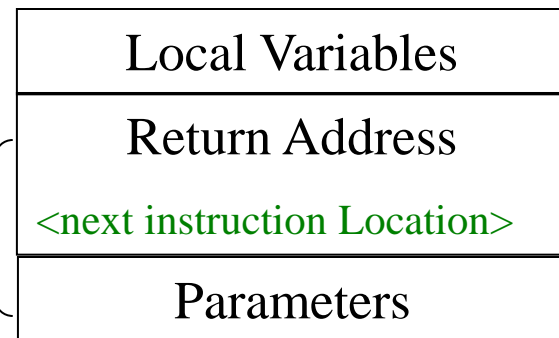 Local Variables
Return Address
<next instruction Location>
Parameters